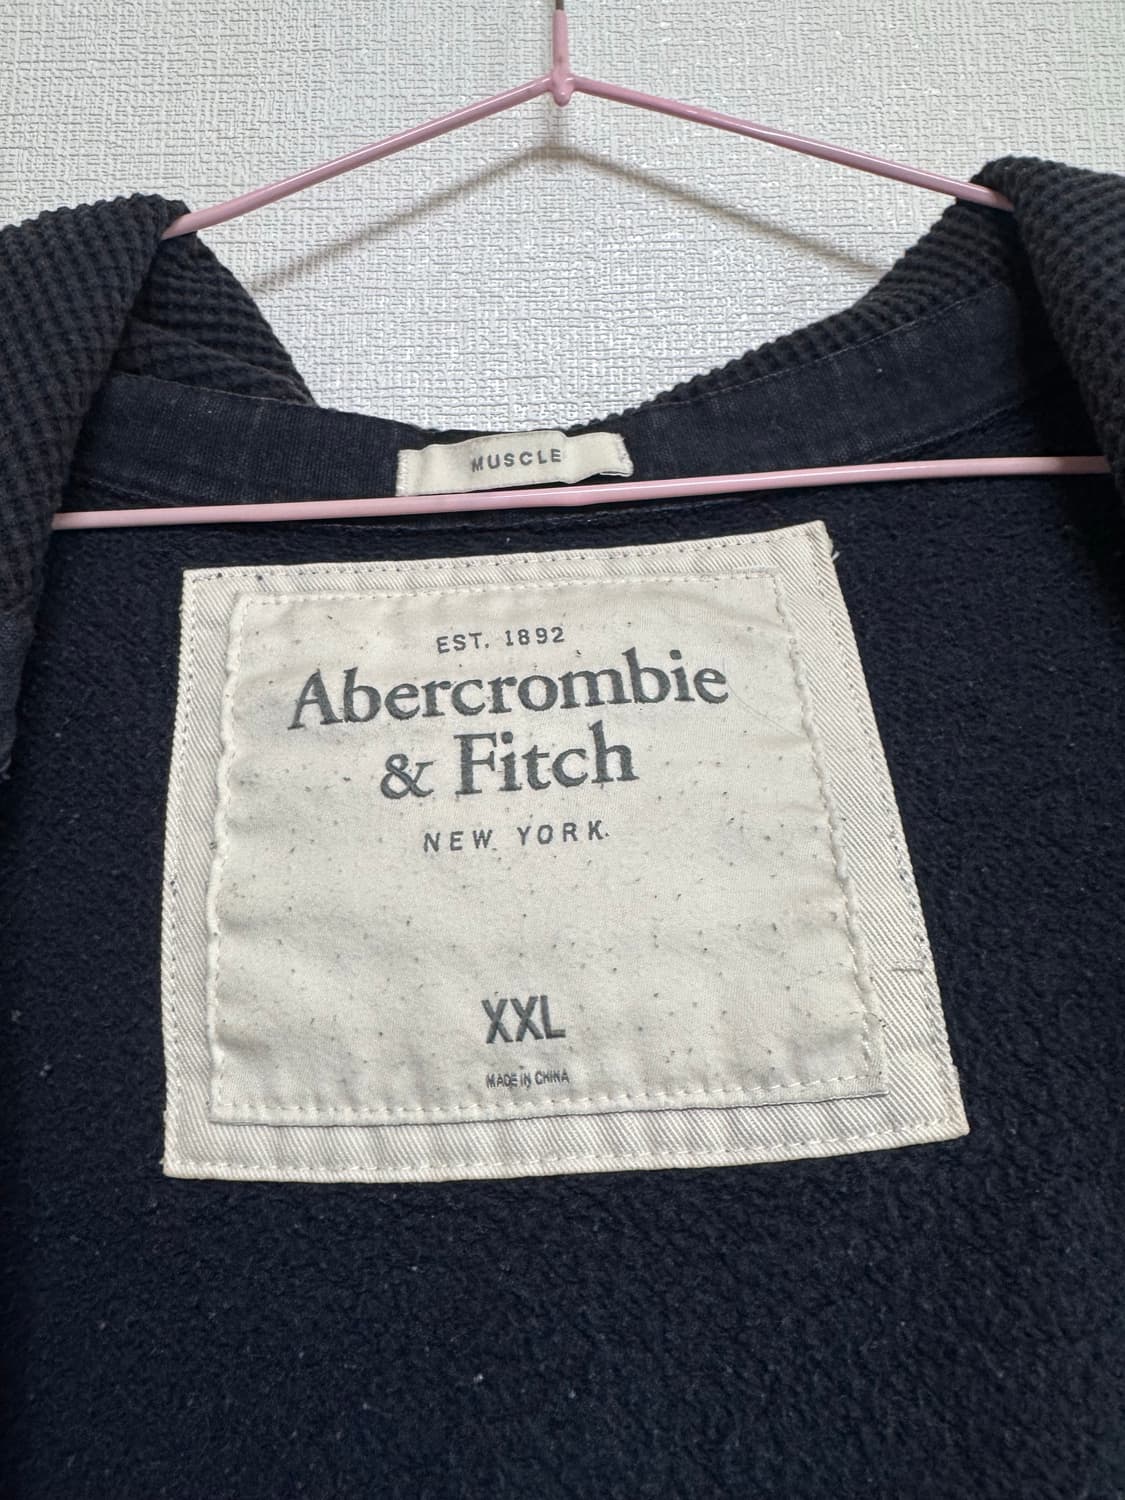 MUSCLE
EST. 1892
Abercrombie
& Fitch
NEW YORK.
XXL
MADE IN CHINA